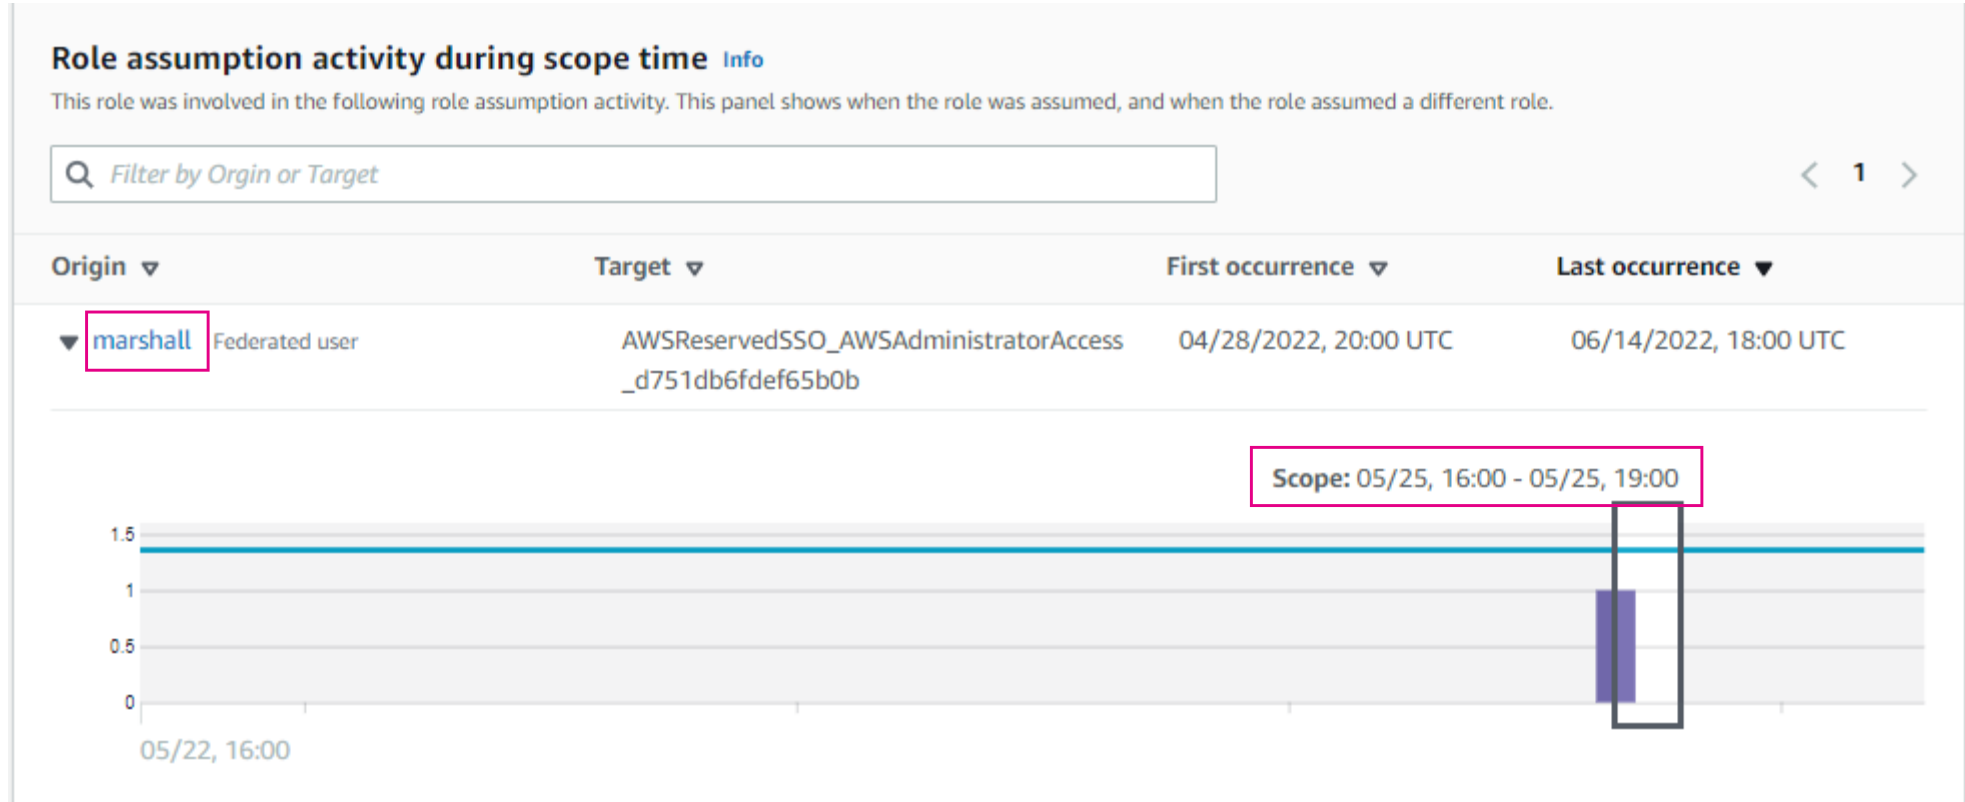 Role assumption activity during scope time Info
This role was involved in the following role assumption activity. This panel shows when the role was assumed, and when the role assumed a different role.
Filter by Orgin or Target
1
Origin Target First occurrence Last occurrence
marshall Federated user AWSReservedSSO_AWSAdministratorAccess 04/28/2022, 20:00 UTC 06/14/2022, 18:00 UTC
_d751db6fdef65b0b
Scope: 05/25, 16:00 - 05/25, 19:00
1.5
1
0.5
0
05/22, 16:00